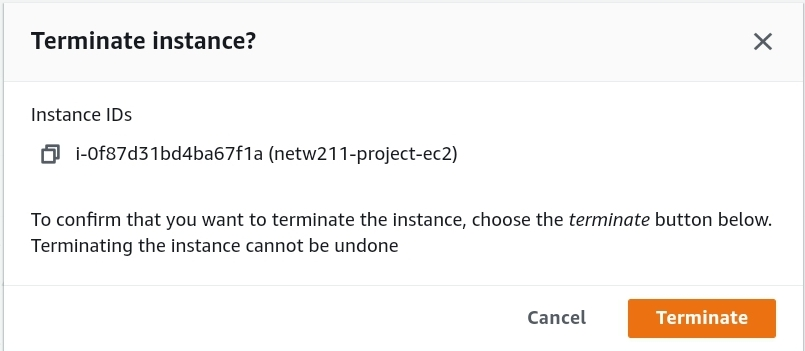 Terminate instance?
Instance IDs
i-0f87d31bd4ba67f1a (netw211-project-ec2)
To confirm that you want to terminate the instance, choose the terminate button below.
Terminating the instance cannot be undone
Cancel Terminate